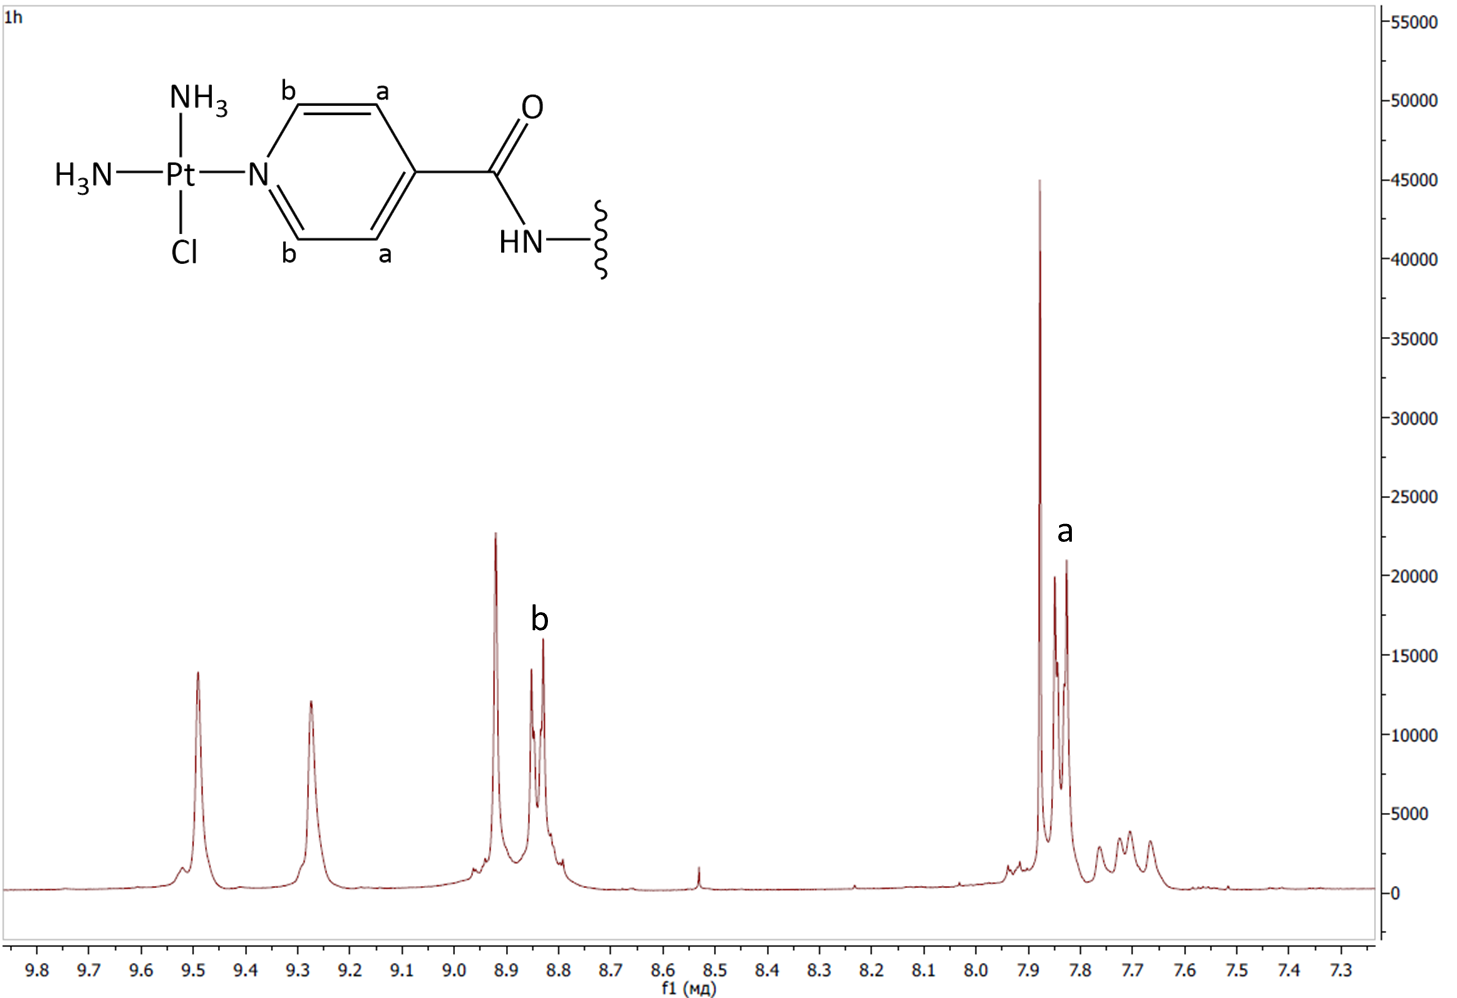 1h
55000
50000
45000
40000
35000
30000
25000
20000
15000
10000
5000
0
NH3
H3N
Pt
N
Cl
b
a
b
a
O
HN
b
a
9.8 9.7 9.6 9.5 9.4 9.3 9.2 9.1 9.0 8.9 8.8 8.7 8.6 8.5 8.4 8.3 8.2 8.1 8.0 7.9 7.8 7.7 7.6 7.5 7.4 7.3
f1 (мд)